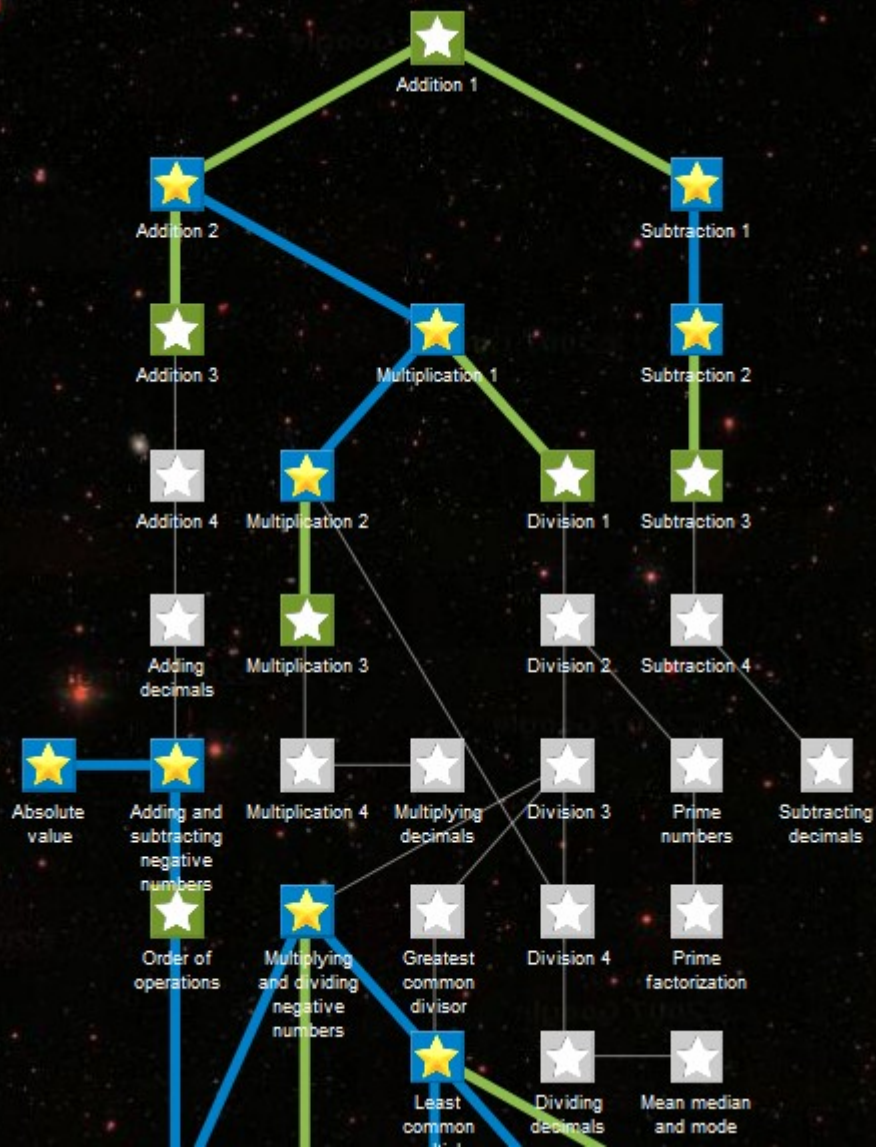 Addition 1
Addition 2
Subtraction 1
Addition 3
Multiplication 1
Subtraction 2
Addition 4
Multiplication 2
Division 1
Subtraction 3
Adding
decimals
Multiplication 3
Division 2
Subtraction 4
Absolute
value
Adding and
subtracting
negative
numbers
Multiplication 4
Multiplying
decimals
Division 3
Prime
numbers
Subtracting
decimals
Order of
operations
Multiplying
and dividing
negative
numbers
Greatest
common
divisor
Division 4
Prime
factorization
Least
common
Dividing
decimals
Mean median
and mode